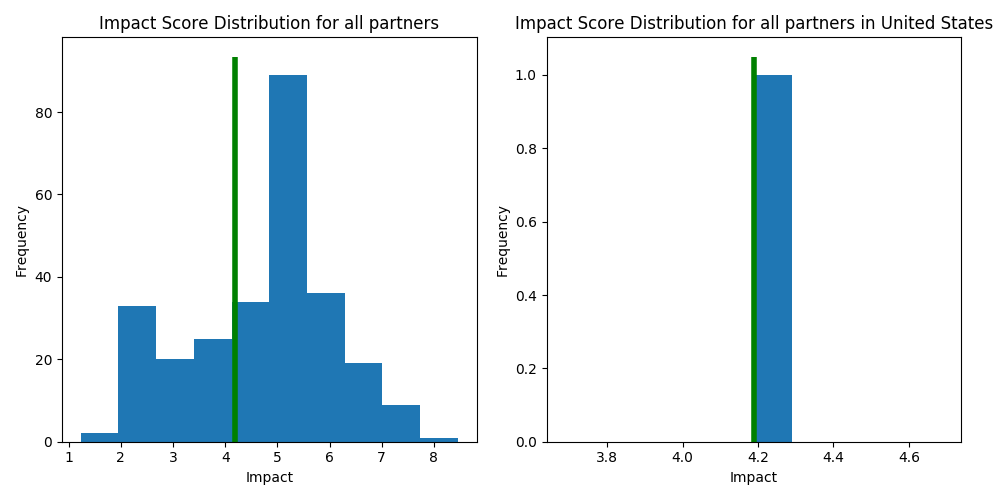 Impact Score Distribution for all partners
Frequency
80
60
40
20
0
1 2 3 4 5 6 7 8
Impact
Impact Score Distribution for all partners in United States
Frequency
1.0
0.8
0.6
0.4
0.2
0.0
3.8 4.0 4.2 4.4 4.6
Impact